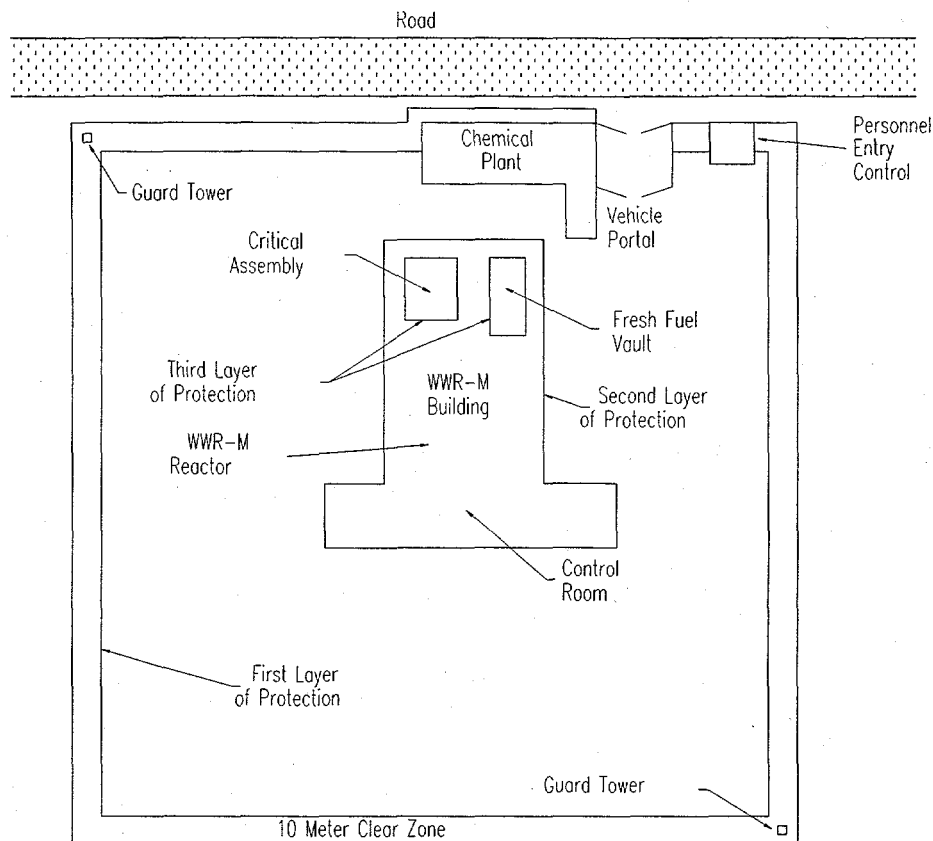 Road
Personnel
Entry
Control
Chemical
Plant
Guard Tower
Vehicle
Portal
Critical
Assembly
Fresh Fuel
Vault
Third Layer
of Protection
WWR-M
Building
Second Layer
of Protection
WWR-M
Reactor
Control
Room
First Layer
of Protection
Guard Tower
10 Meter Clear Zone